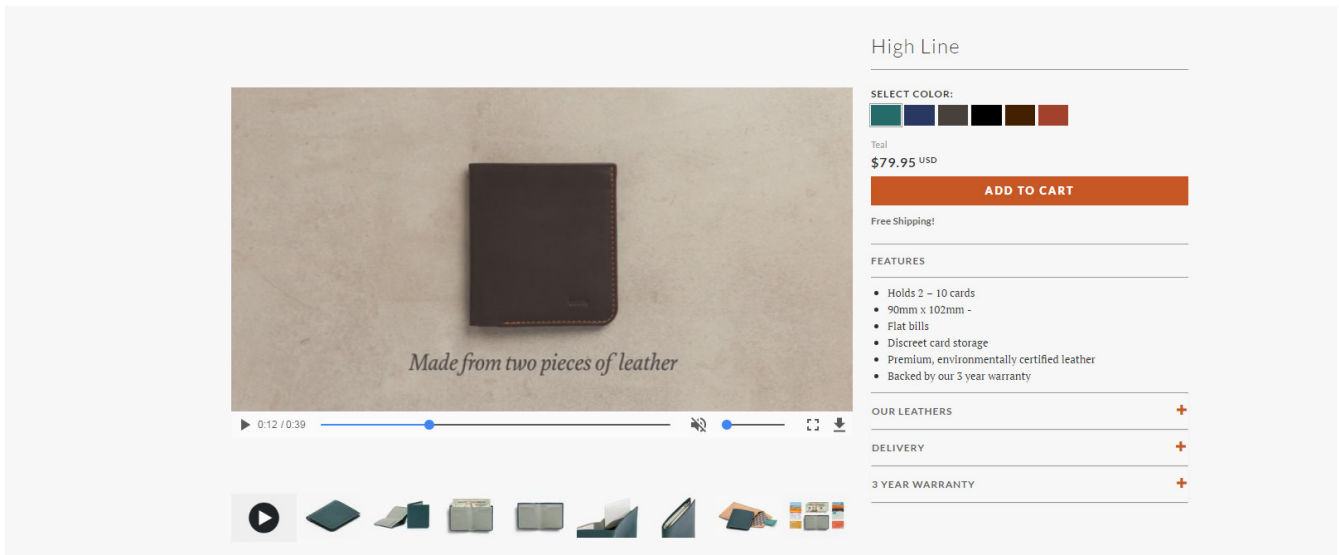 High Line
SELECT COLOR:
Teal
$79.95 USD
ADD TO CART
Free Shipping!
FEATURES
Holds 2 – 10 cards
90mm x 102mm -
Flat bills
Discreet card storage
Premium, environmentally certified leather
Backed by our 3 year warranty
OUR LEATHERS +
DELIVERY +
3 YEAR WARRANTY +
Made from two pieces of leather
0:12 / 0:39